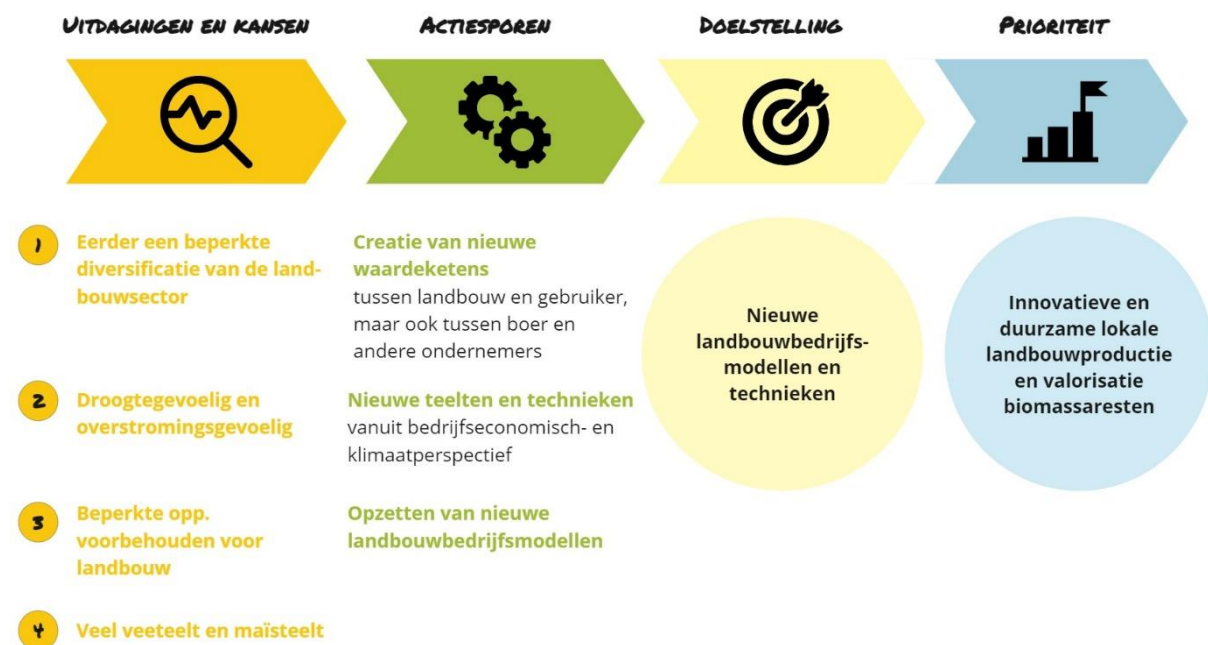 Uitdagingen en kansen
Actiesporen
Doelstelling
Prioriteit
1
Eerder een beperkte
diversificatie van de land-
bouwsector
2
Droogtegevoelig en
overstromingsgevoelig
3
Beperkte opp.
voorbehouden voor
landbouw
4
Veel veeteelt en maïsteelt
Creatie van nieuwe
waardeketens
tussen landbouw en gebruiker,
maar ook tussen boer en
andere ondernemers
Nieuwe teelten en technieken
vanuit bedrijfseconomisch- en
klimaatperspectief
Opzetten van nieuwe
landbouwbedrijfsmodellen
Nieuwe
landbouwbedrijfs-
modellen en
technieken
Innovatieve en
duurzame lokale
landbouwproductie
en valorisatie
biomassaresten